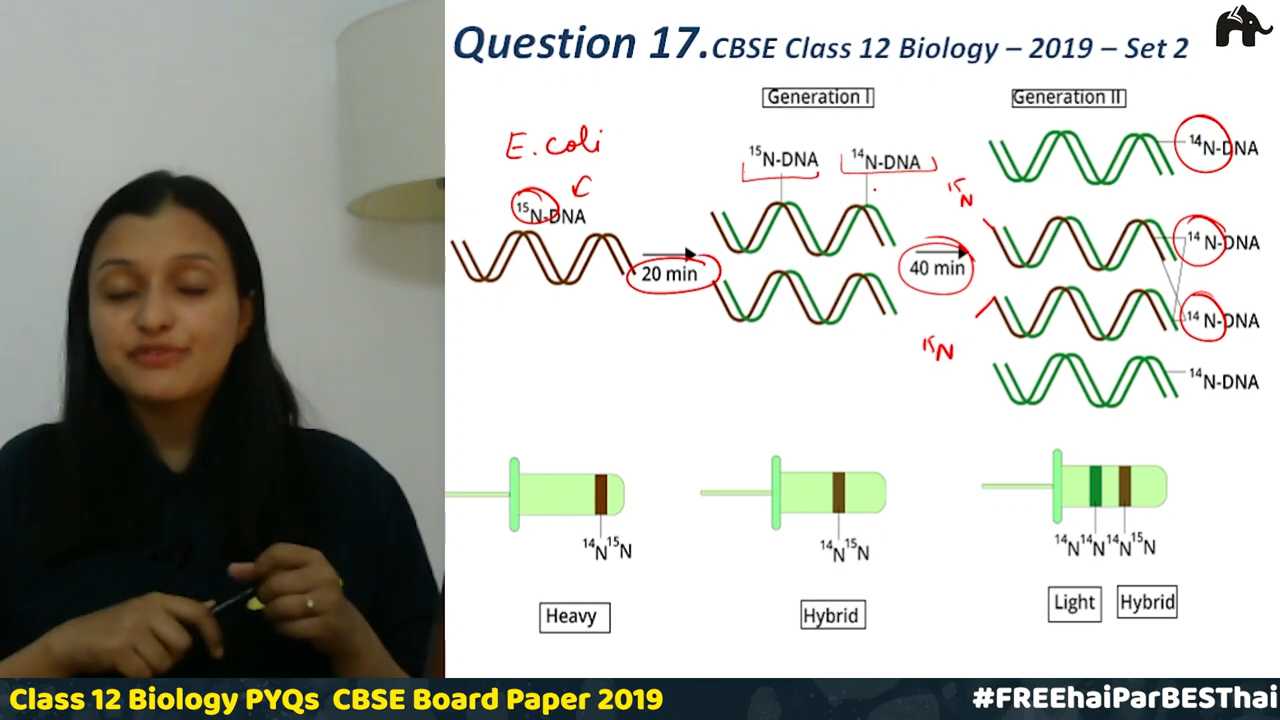 Question 17. CBSE Class 12 Biology – 2019 – Set 2
Generation I
Generation II
E. coli
¹⁵N-DNA
20 min
¹⁵N-DNA
¹⁴N-DNA
40 min
¹⁵N
¹⁵N
¹⁴N-DNA
¹⁴N-DNA
¹⁴N-DNA
¹⁴N-DNA
¹⁴N¹⁵N
¹⁴N¹⁵N
¹⁴N¹⁴N ¹⁴N¹⁵N
Heavy
Hybrid
Light
Hybrid
Class 12 Biology PYQs CBSE Board Paper 2019
#FREEhaiParBESThai